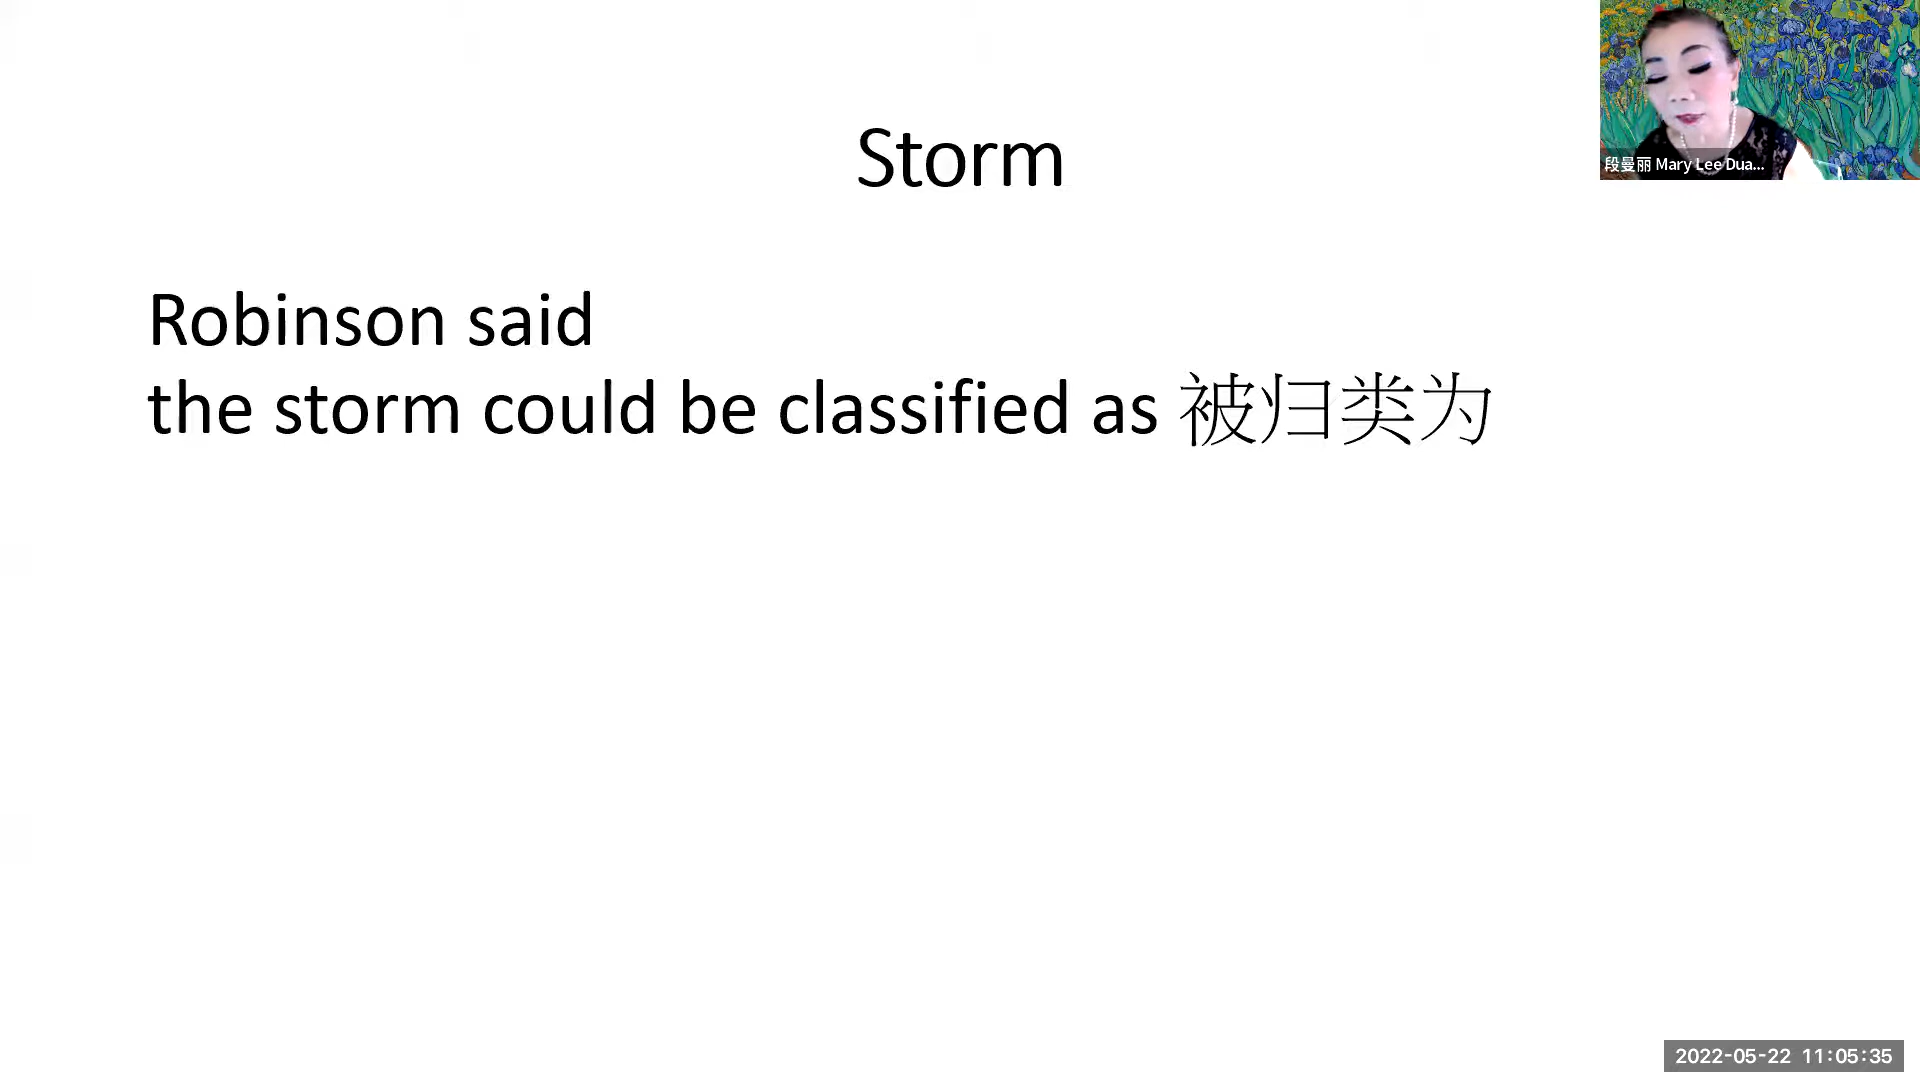 Storm
段曼丽 Mary Lee Dua...
Robinson said
the storm could be classified as 被归类为
2022-05-22 11:05:35